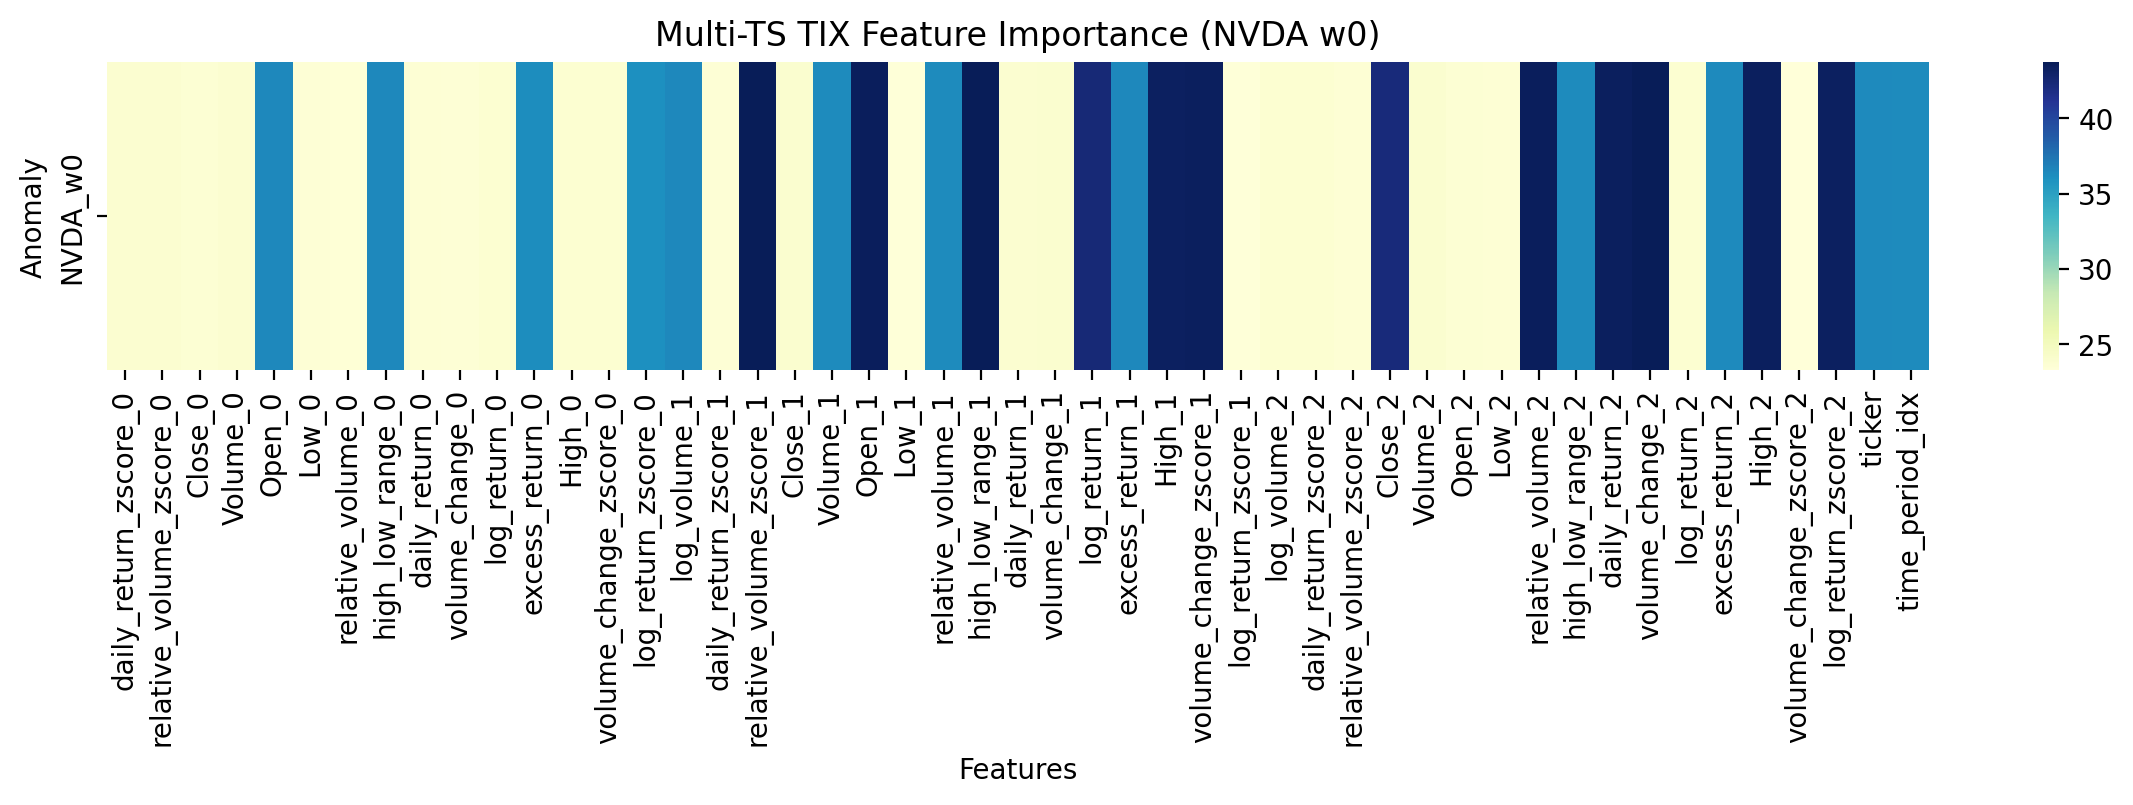 Multi-TS TIX Feature Importance (NVDA w0)
Anomaly
NVDA_w0
40
35
30
25
daily_return_zscore_0
relative_volume_zscore_0
Close_0
Volume_0
Open_0
Low_0
relative_volume_0
high_low_range_0
daily_return_0
volume_change_0
log_return_0
excess_return_0
High_0
volume_change_zscore_0
log_return_zscore_0
log_volume_1
daily_return_zscore_1
relative_volume_zscore_1
Close_1
Volume_1
Open_1
Low_1
relative_volume_1
high_low_range_1
daily_return_1
volume_change_1
log_return_1
excess_return_1
High_1
volume_change_zscore_1
log_return_zscore_1
log_volume_2
daily_return_zscore_2
relative_volume_zscore_2
Close_2
Volume_2
Open_2
Low_2
relative_volume_2
high_low_range_2
daily_return_2
volume_change_2
log_return_2
excess_return_2
High_2
volume_change_zscore_2
log_return_zscore_2
ticker
time_period_idx
Features